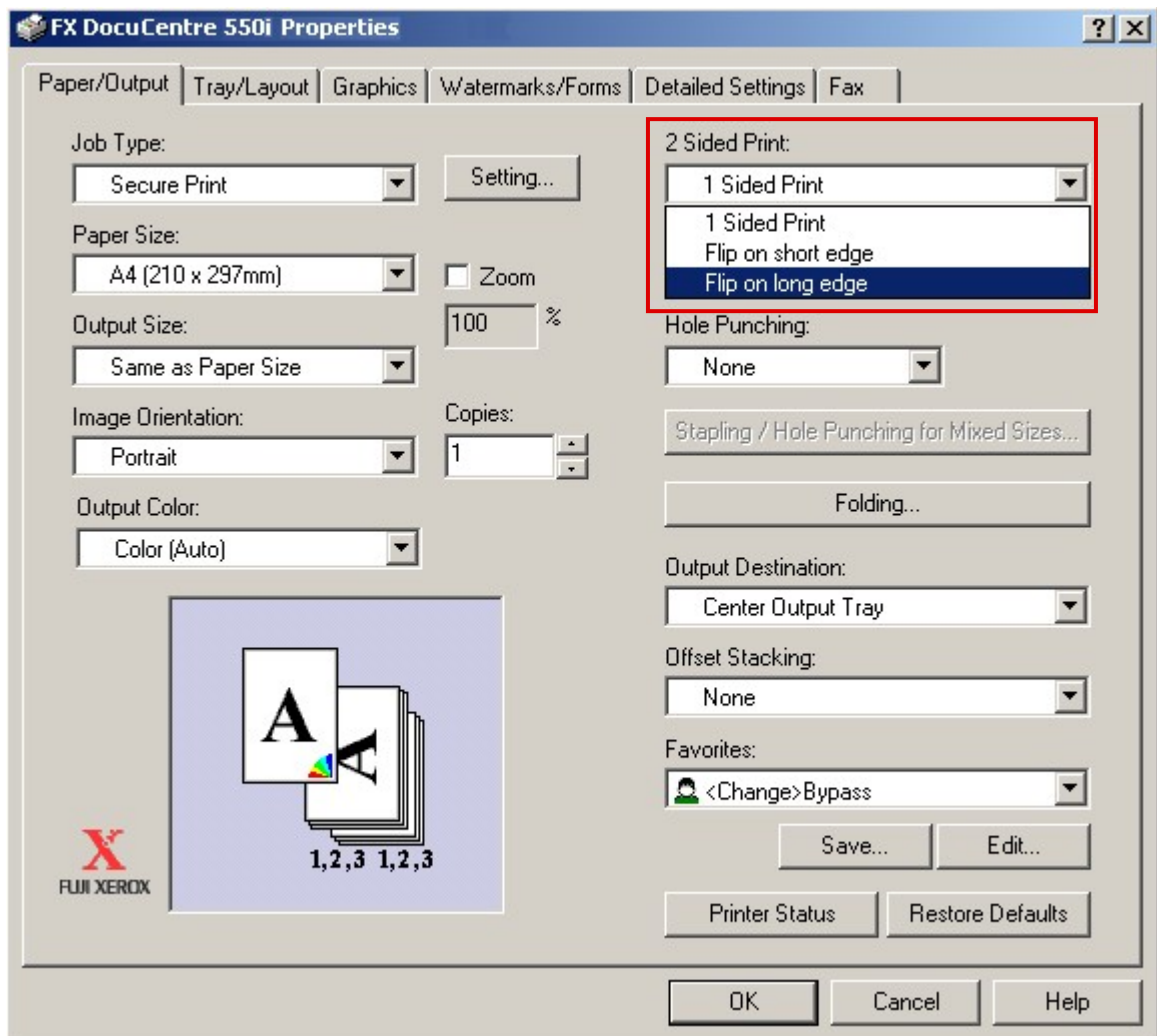 FX DocuCentre 550i Properties
Paper/Output
Tray/Layout
Graphics
Watermarks/Forms
Detailed Settings
Fax
Job Type:
Secure Print
Setting...
Paper Size:
A4 (210 x 297mm)
Zoom
100 %
Output Size:
Same as Paper Size
Image Orientation:
Portrait
Copies:
1
Output Color:
Color (Auto)
A
A
1,2,3 1,2,3
X
FUJI XEROX
2 Sided Print:
1 Sided Print
1 Sided Print
Flip on short edge
Flip on long edge
Hole Punching:
None
Stapling / Hole Punching for Mixed Sizes...
Folding...
Output Destination:
Center Output Tray
Offset Stacking:
None
Favorites:
<Change>Bypass
Save...
Edit...
Printer Status
Restore Defaults
OK
Cancel
Help